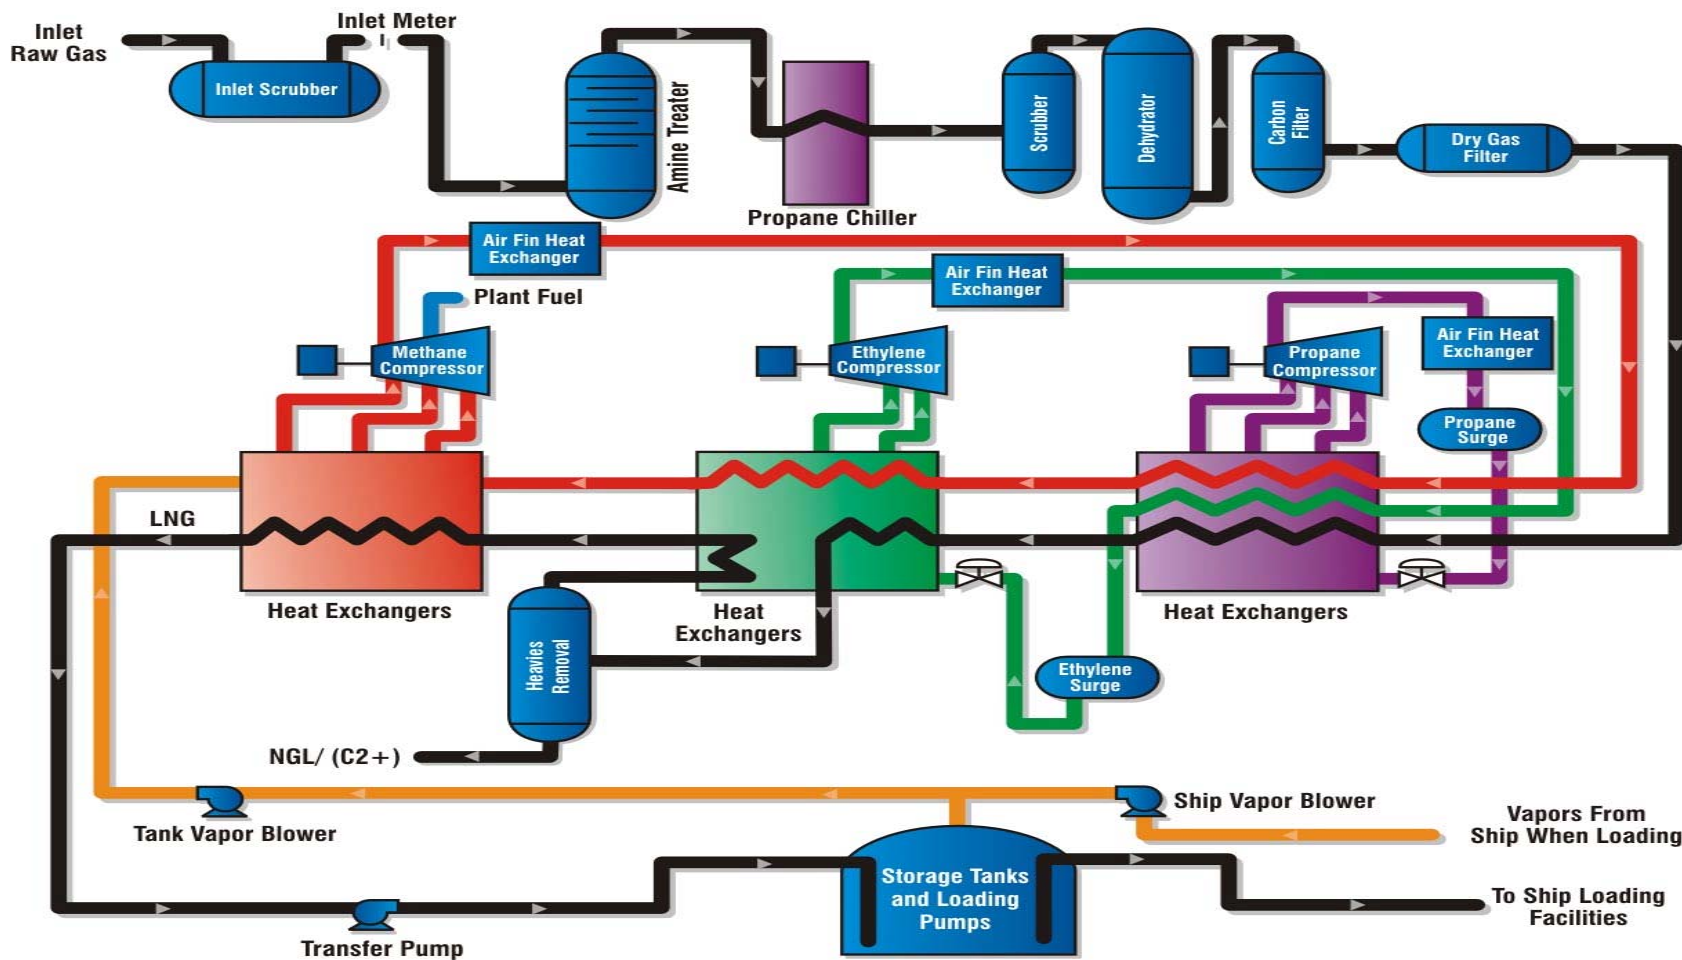 Inlet
Raw Gas
Inlet Meter
Inlet Scrubber
Amine Treater
Propane Chiller
Scrubber
Dehydrator
Carbon
Filter
Dry Gas
Filter
Air Fin Heat
Exchanger
Plant Fuel
Air Fin Heat
Exchanger
Air Fin Heat
Exchanger
Methane
Compressor
Ethylene
Compressor
Propane
Compressor
Propane
Surge
LNG
Heat Exchangers
Heat
Exchangers
Heat Exchangers
Heavies
Removal
Ethylene
Surge
NGL/ (C2+)
Tank Vapor Blower
Ship Vapor Blower
Vapors From
Ship When Loading
Storage Tanks
and Loading
Pumps
To Ship Loading
Facilities
Transfer Pump